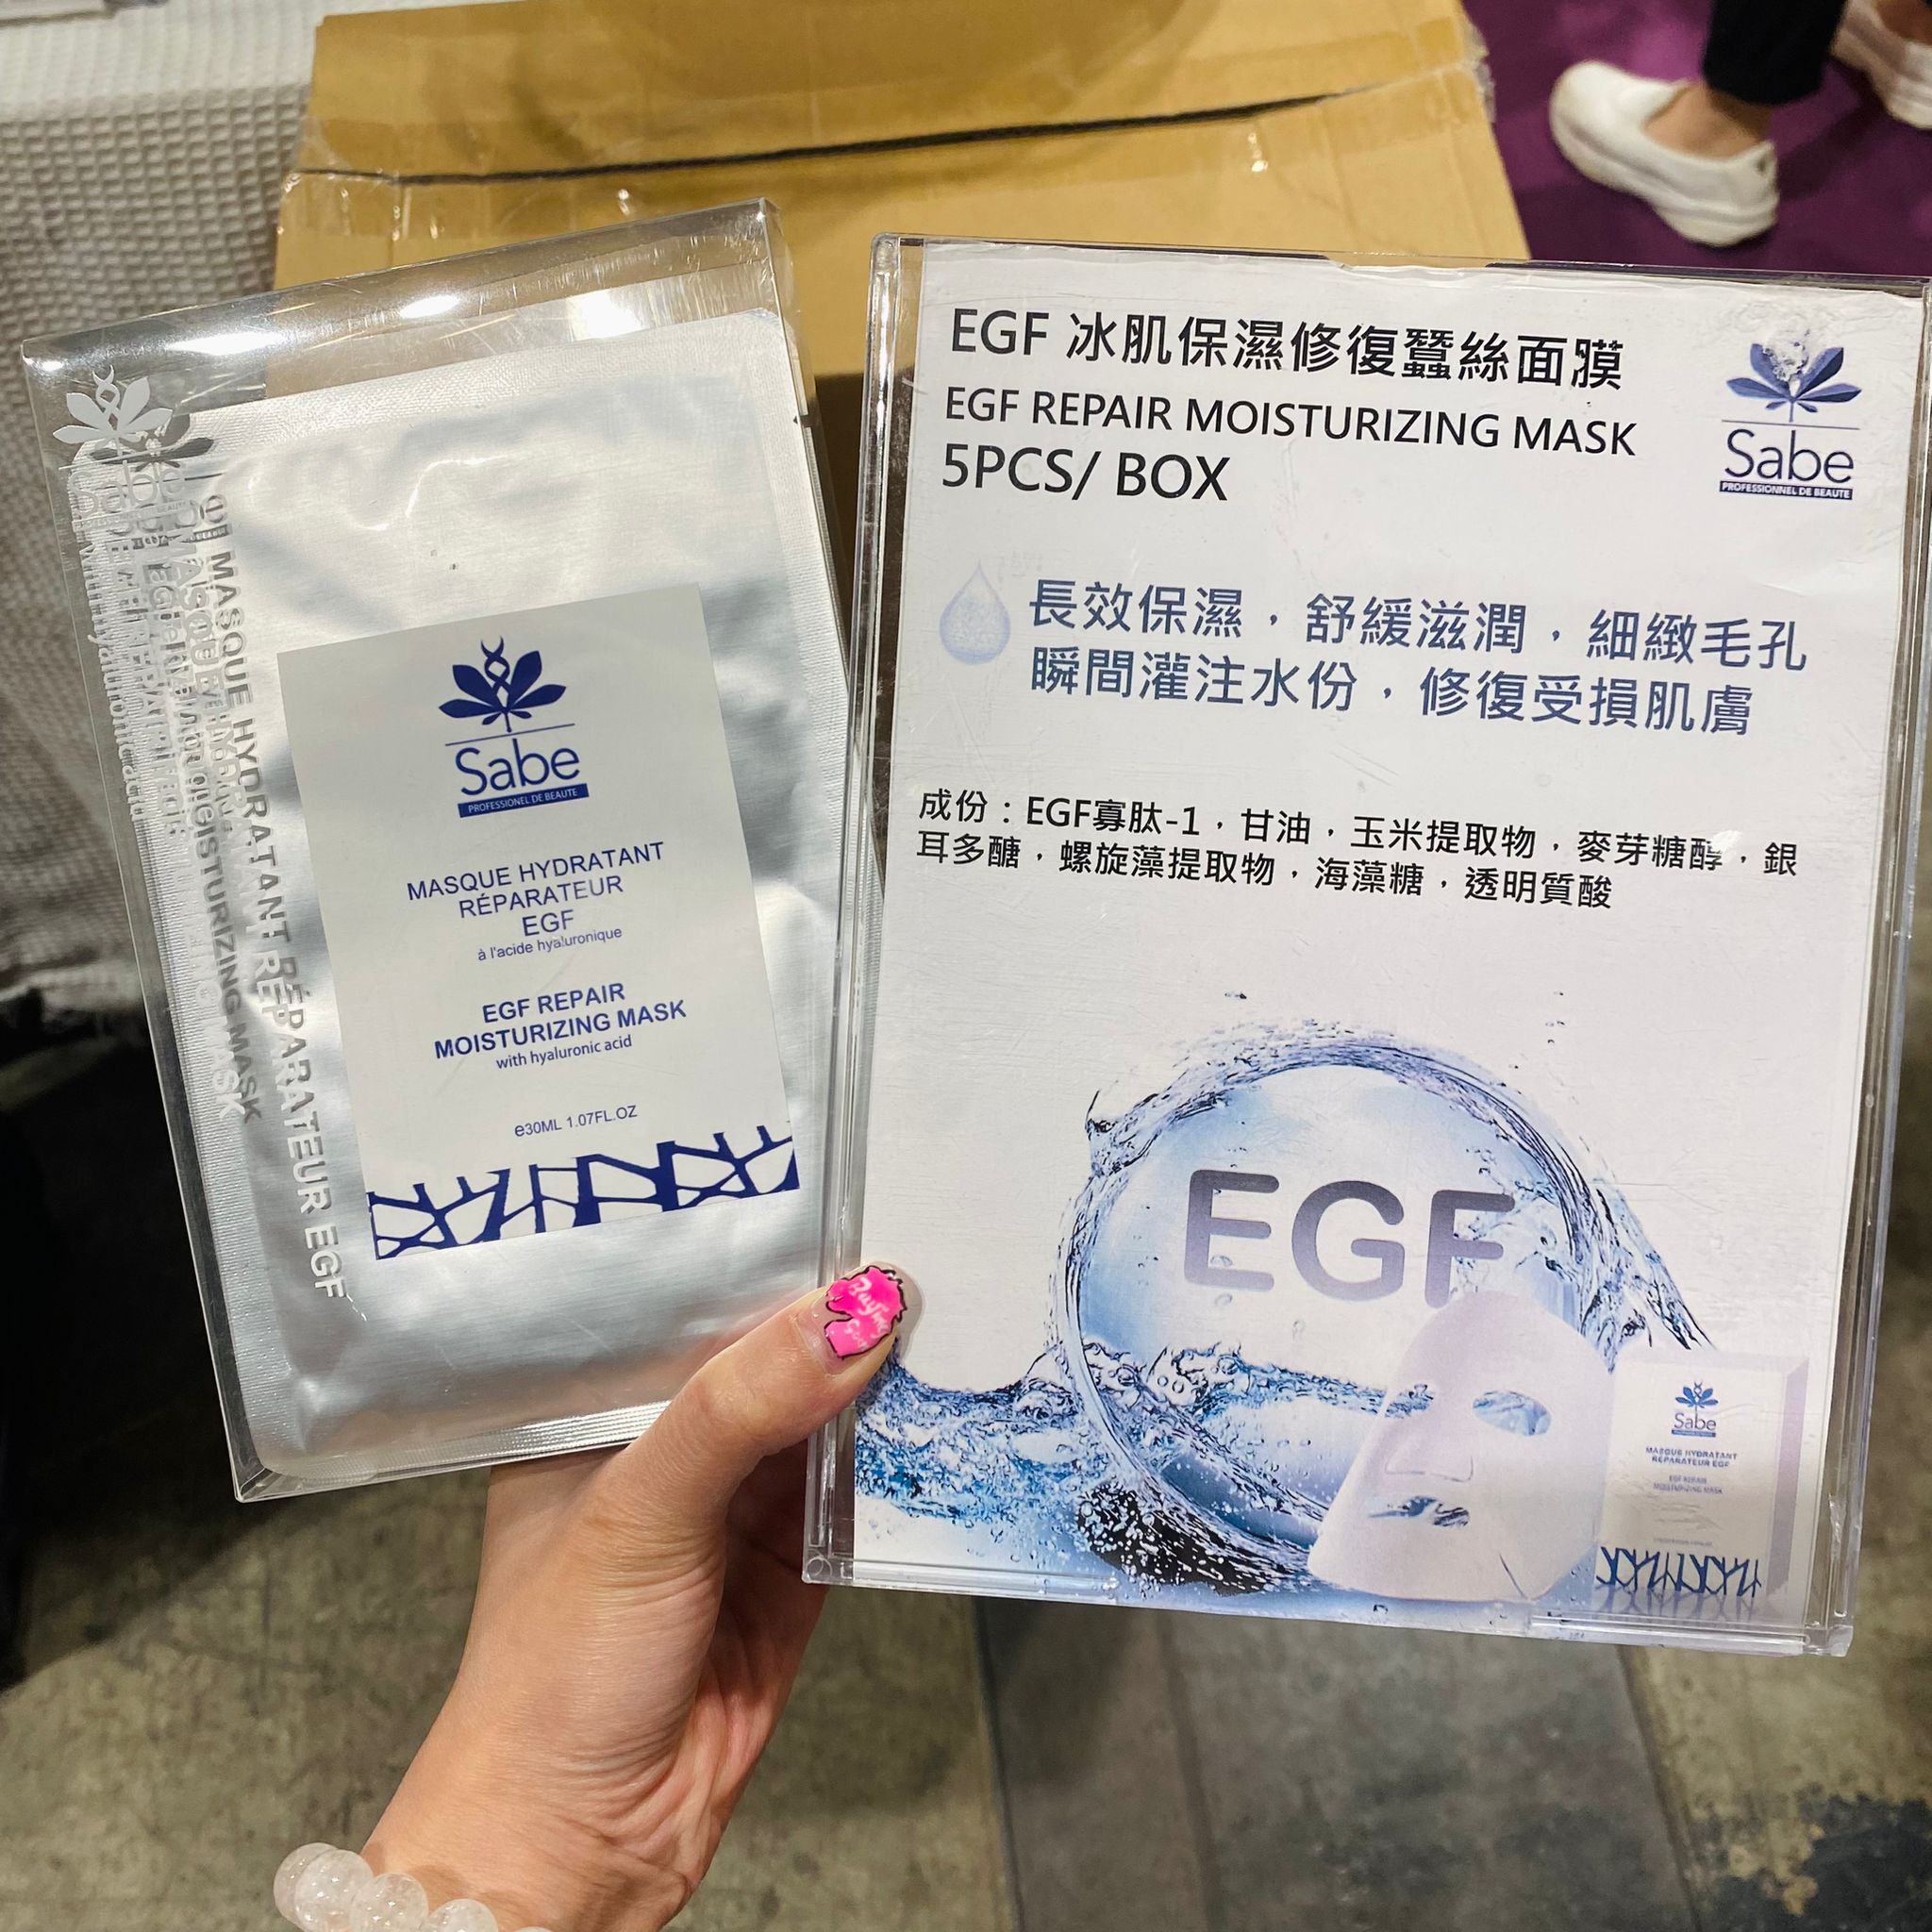 Sabe
PROFESSIONNEL DE BEAUTE
MASQUE HYDRATANT
RÉPARATEUR
EGF
à l'acide hyaluronique
EGF REPAIR
MOISTURIZING MASK
with hyaluronic acid
e30ML 1.07FL.OZ
MASQUE HYDRATANT RÉPARATEUR EGF
EGF 冰肌保濕修復蠶絲面膜
EGF REPAIR MOISTURIZING MASK
5PCS/ BOX
Sabe
PROFESSIONNEL DE BEAUTE
長效保濕，舒緩滋潤，細緻毛孔
瞬間灌注水份，修復受損肌膚
成份：EGF寡肽-1，甘油，玉米提取物，麥芽糖醇，銀
耳多醣，螺旋藻提取物，海藻糖，透明質酸
EGF
Sabe
MASQUE HYDRATANT
RÉPARATEUR EGF
EGF REPAIR
MOISTURIZING MASK